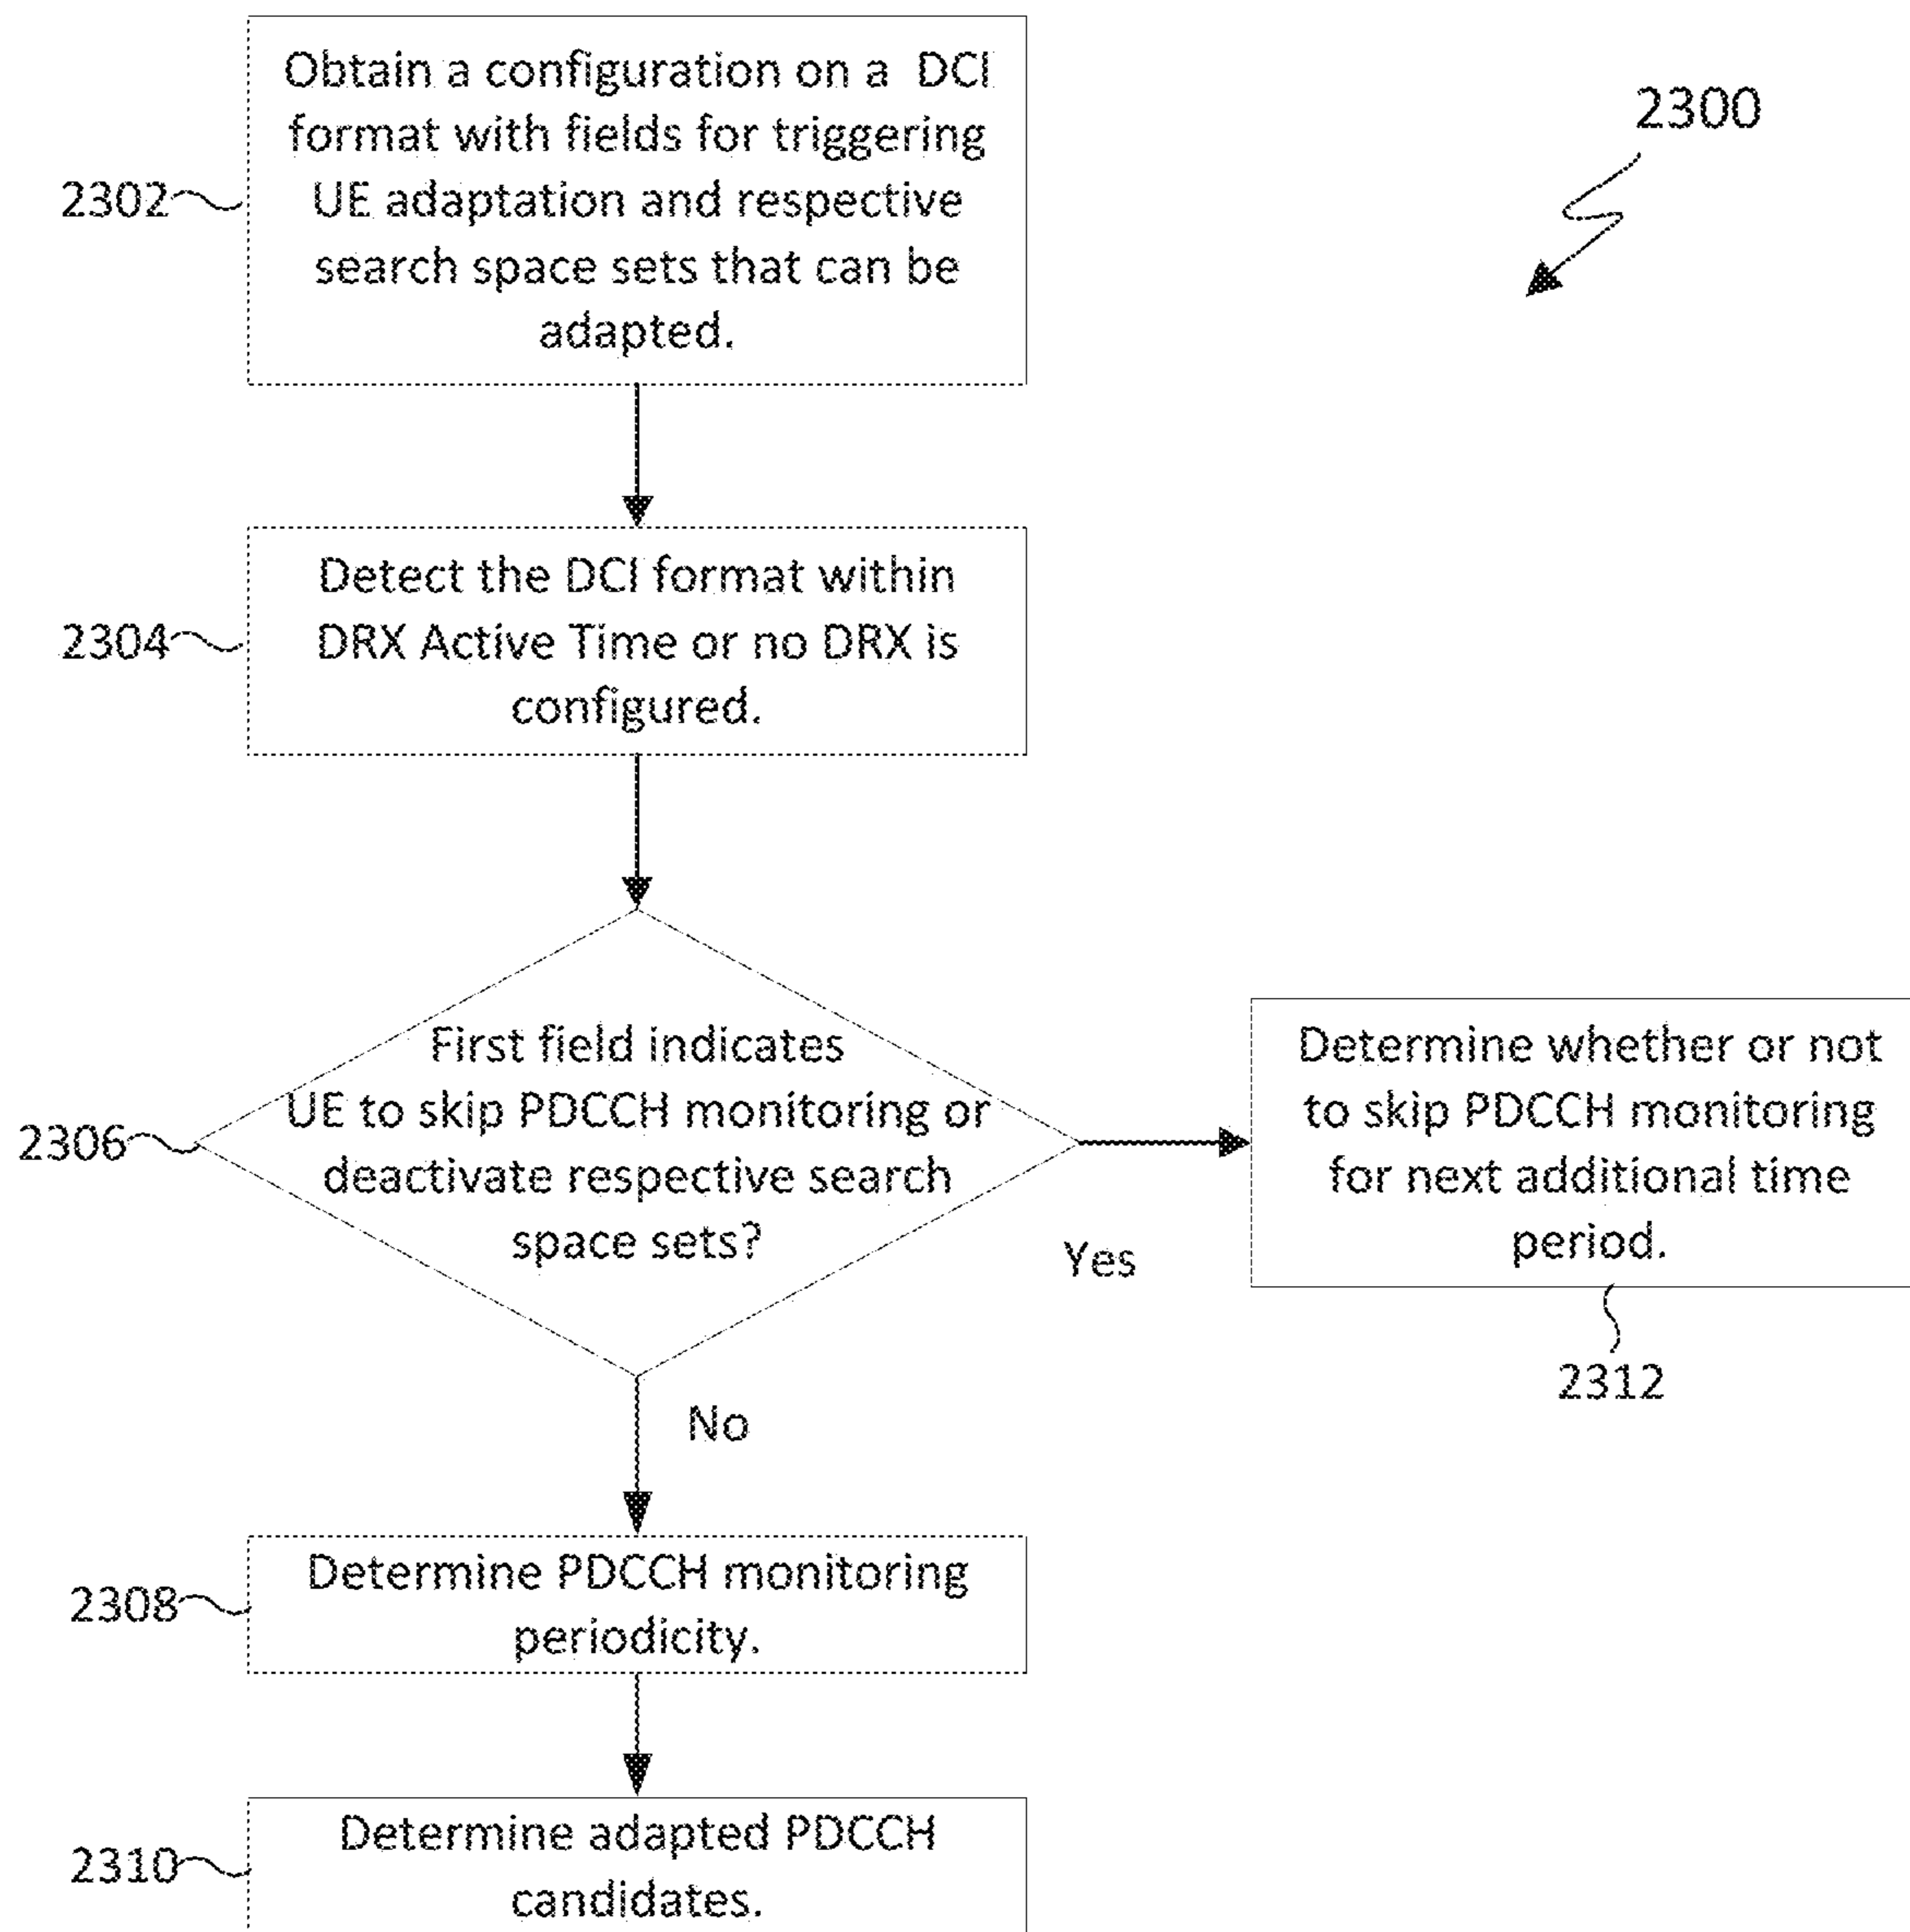 Obtain a configuration on a DCI
format with fields for triggering
UE adaptation and respective
search space sets that can be
adapted.
2300
2302
Detect the DCI format within
DRX Active Time or no DRX is
configured.
2304
First field indicates
UE to skip PDCCH monitoring or
deactivate respective search
space sets?
2306
Yes
Determine whether or not
to skip PDCCH monitoring
for next additional time
period.
2312
No
Determine PDCCH monitoring
periodicity.
2308
Determine adapted PDCCH
candidates.
2310